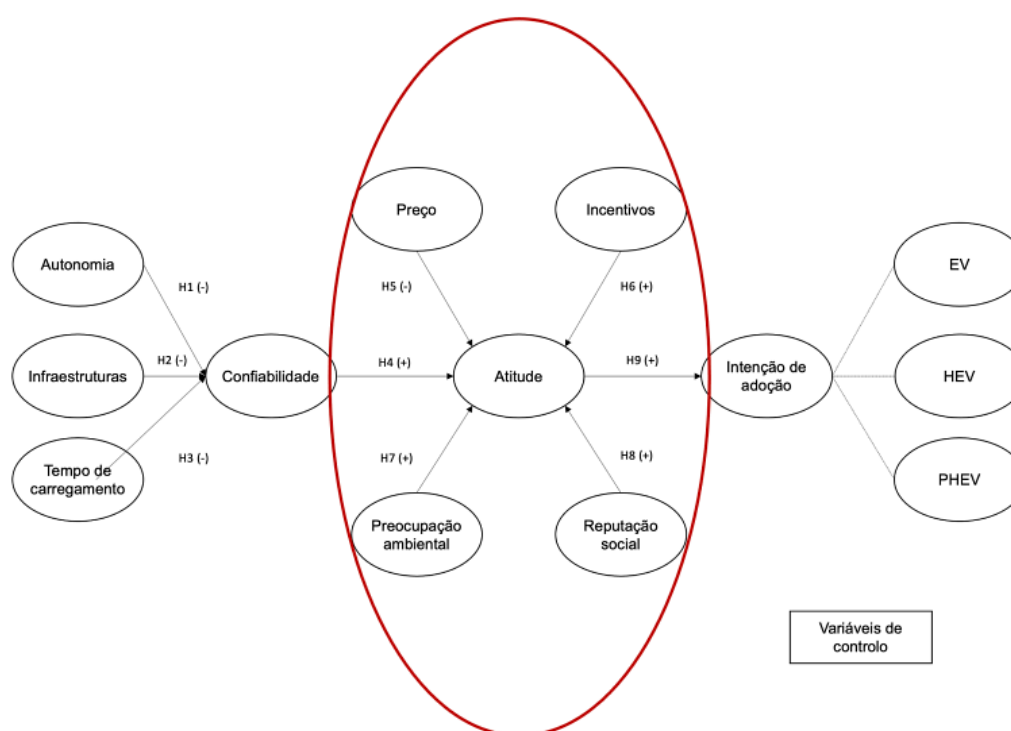 Preço
Incentivos
Autonomia
EV
H1 (-)
H5 (-)
H6 (+)
Infraestruturas
H2 (-)
Confiabilidade
H4 (+)
Atitude
H9 (+)
Intenção de
adoção
HEV
H3 (-)
H7 (+)
H8 (+)
Tempo de
carregamento
PHEV
Preocupação
ambiental
Reputação
social
Variáveis de
controlo